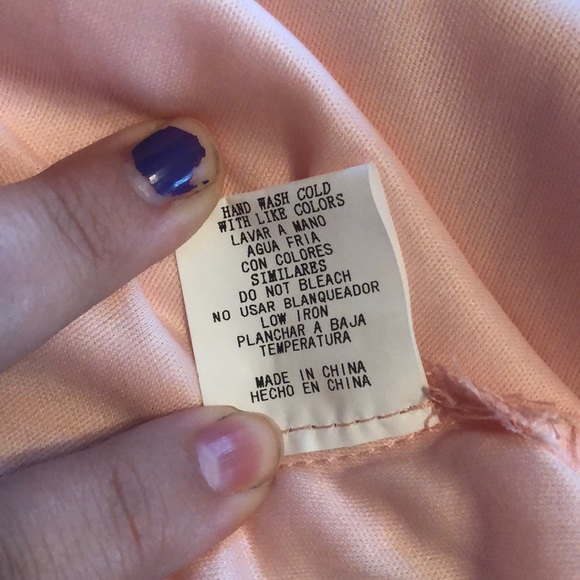 HAND WASH COLD
WITH LIKE COLORS
LAVAR A MANO
AGUA FRIA
CON COLORES
SIMILARES
DO NOT BLEACH
NO USAR BLANQUEADOR
LOW IRON
PLANCHAR A BAJA
TEMPERATURA
MADE IN CHINA
HECHO EN CHINA